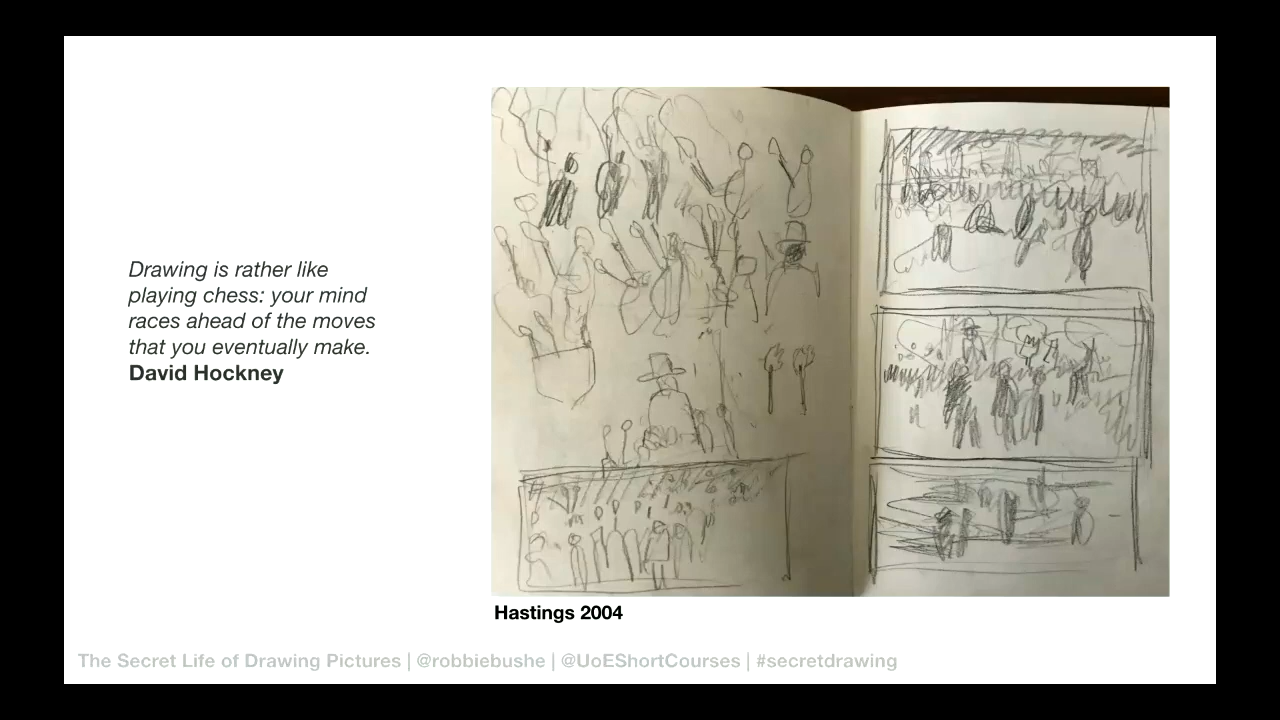 Drawing is rather like
playing chess: your mind
races ahead of the moves
that you eventually make.
David Hockney
Hastings 2004
The Secret Life of Drawing Pictures | @robbiebushe | @UoEShortCourses | #secretdrawing